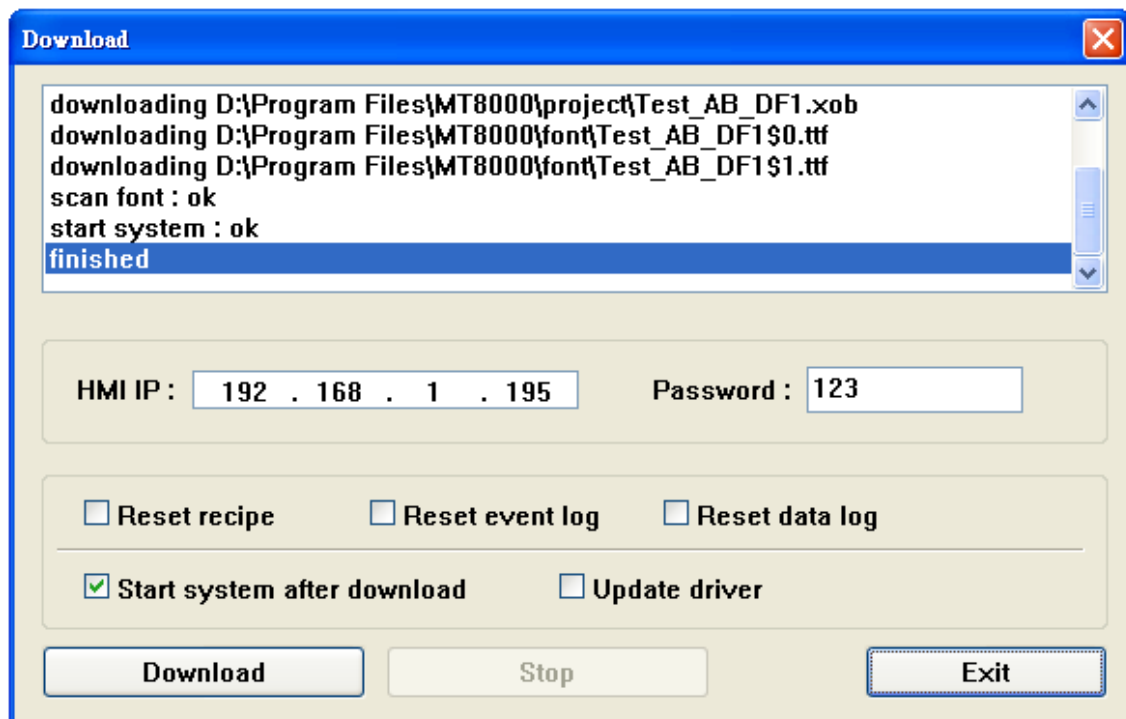 Download
downloading D:\Program Files\MT8000\project\Test_AB_DF1.xob
downloading D:\Program Files\MT8000\font\Test_AB_DF1$0.ttf
downloading D:\Program Files\MT8000\font\Test_AB_DF1$1.ttf
scan font : ok
start system : ok
finished
HMI IP : 192 . 168 . 1 . 195 Password : 123
Reset recipe Reset event log Reset data log
Start system after download Update driver
Download Stop Exit